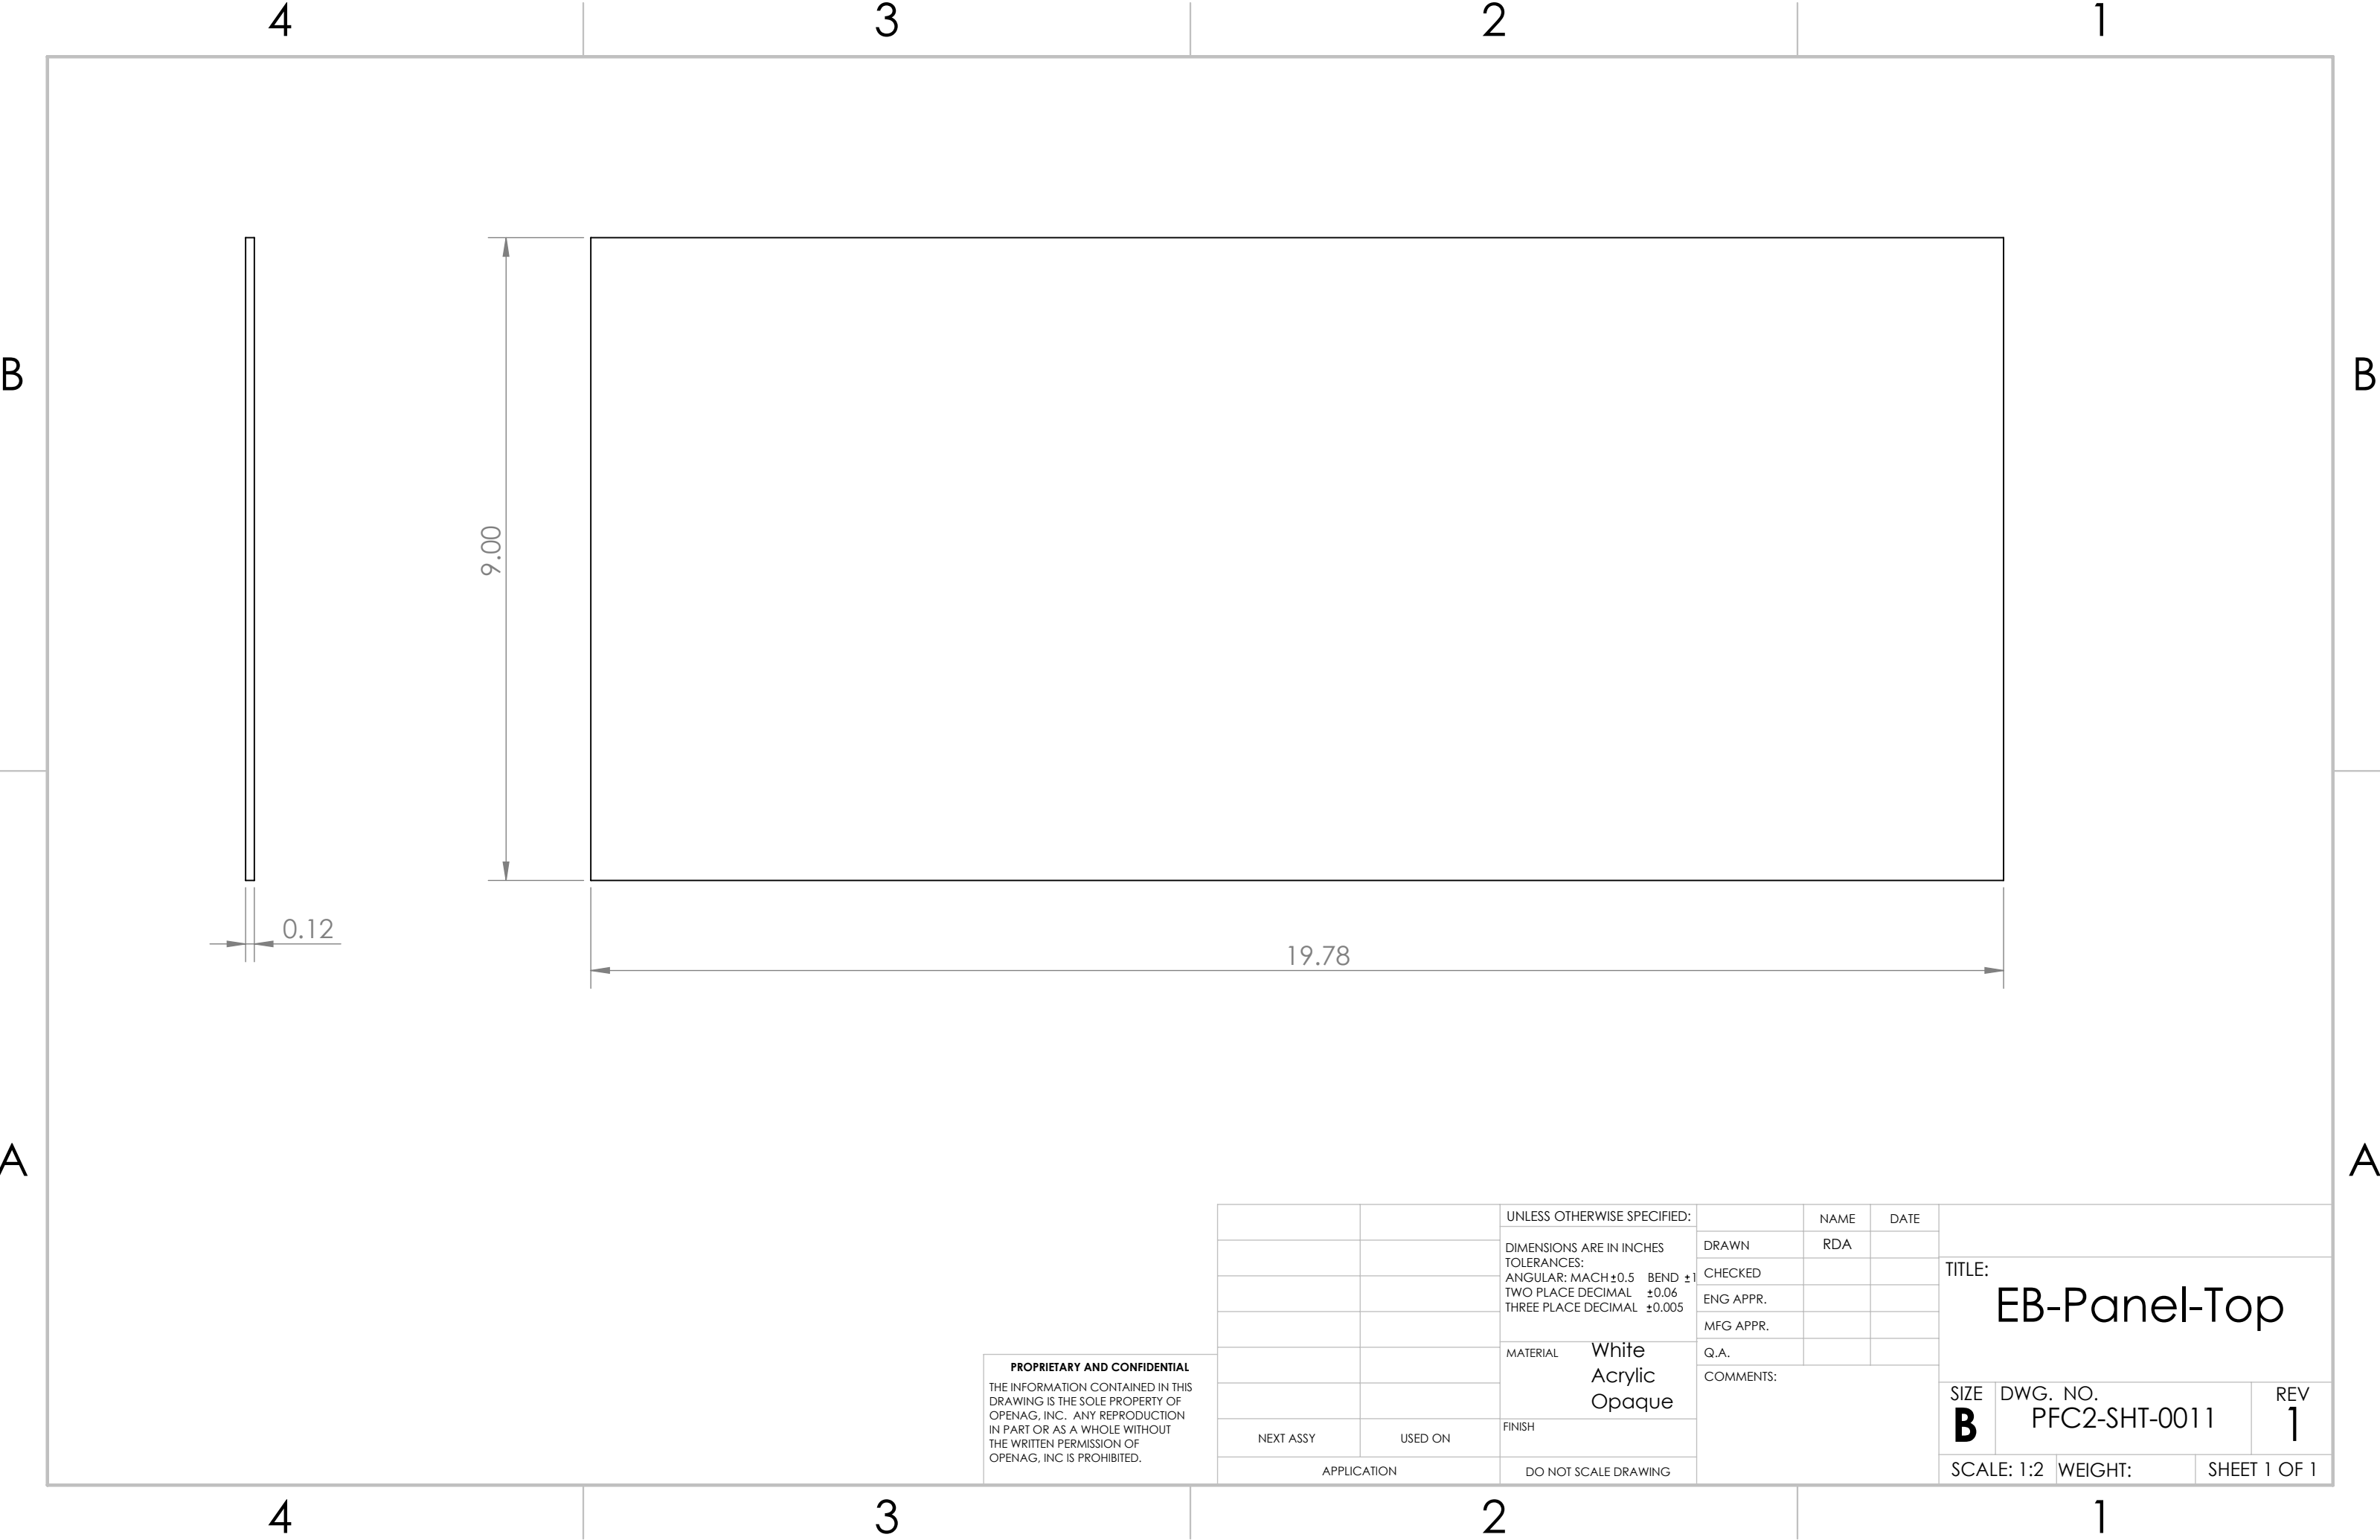 4 3 2 1
B B
9.00
0.12
19.78
A A
UNLESS OTHERWISE SPECIFIED:
DIMENSIONS ARE IN INCHES
TOLERANCES:
ANGULAR: MACH±0.5 BEND ±1
TWO PLACE DECIMAL ±0.06
THREE PLACE DECIMAL ±0.005
MATERIAL White
Acrylic
Opaque
FINISH
DO NOT SCALE DRAWING
NAME DATE
DRAWN RDA
CHECKED
ENG APPR.
MFG APPR.
Q.A.
COMMENTS:
PROPRIETARY AND CONFIDENTIAL
THE INFORMATION CONTAINED IN THIS
DRAWING IS THE SOLE PROPERTY OF
OPENAG, INC. ANY REPRODUCTION
IN PART OR AS A WHOLE WITHOUT
THE WRITTEN PERMISSION OF
OPENAG, INC IS PROHIBITED.
NEXT ASSY USED ON
APPLICATION
TITLE:
EB-Panel-Top
SIZE DWG. NO. REV
B PFC2-SHT-0011 1
SCALE: 1:2 WEIGHT: SHEET 1 OF 1
4 3 2 1